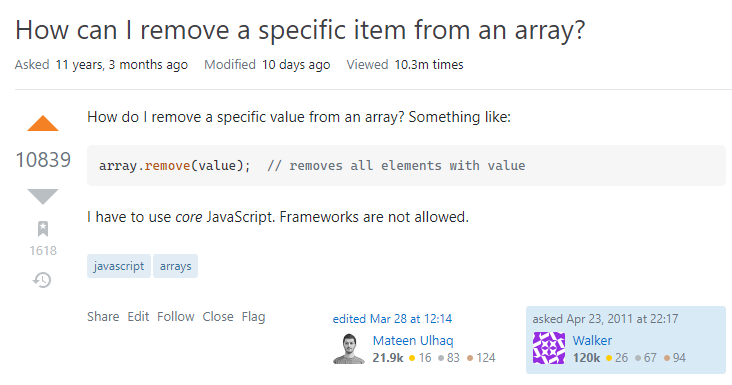 How can I remove a specific item from an array?
Asked 11 years, 3 months ago Modified 10 days ago Viewed 10.3m times
How do I remove a specific value from an array? Something like:
10839
array.remove(value);  // removes all elements with value
I have to use core JavaScript. Frameworks are not allowed.
1618
javascript arrays
Share Edit Follow Close Flag
edited Mar 28 at 12:14
Mateen Ulhaq
21.9k 16 83 124
asked Apr 23, 2011 at 22:17
Walker
120k 26 67 94